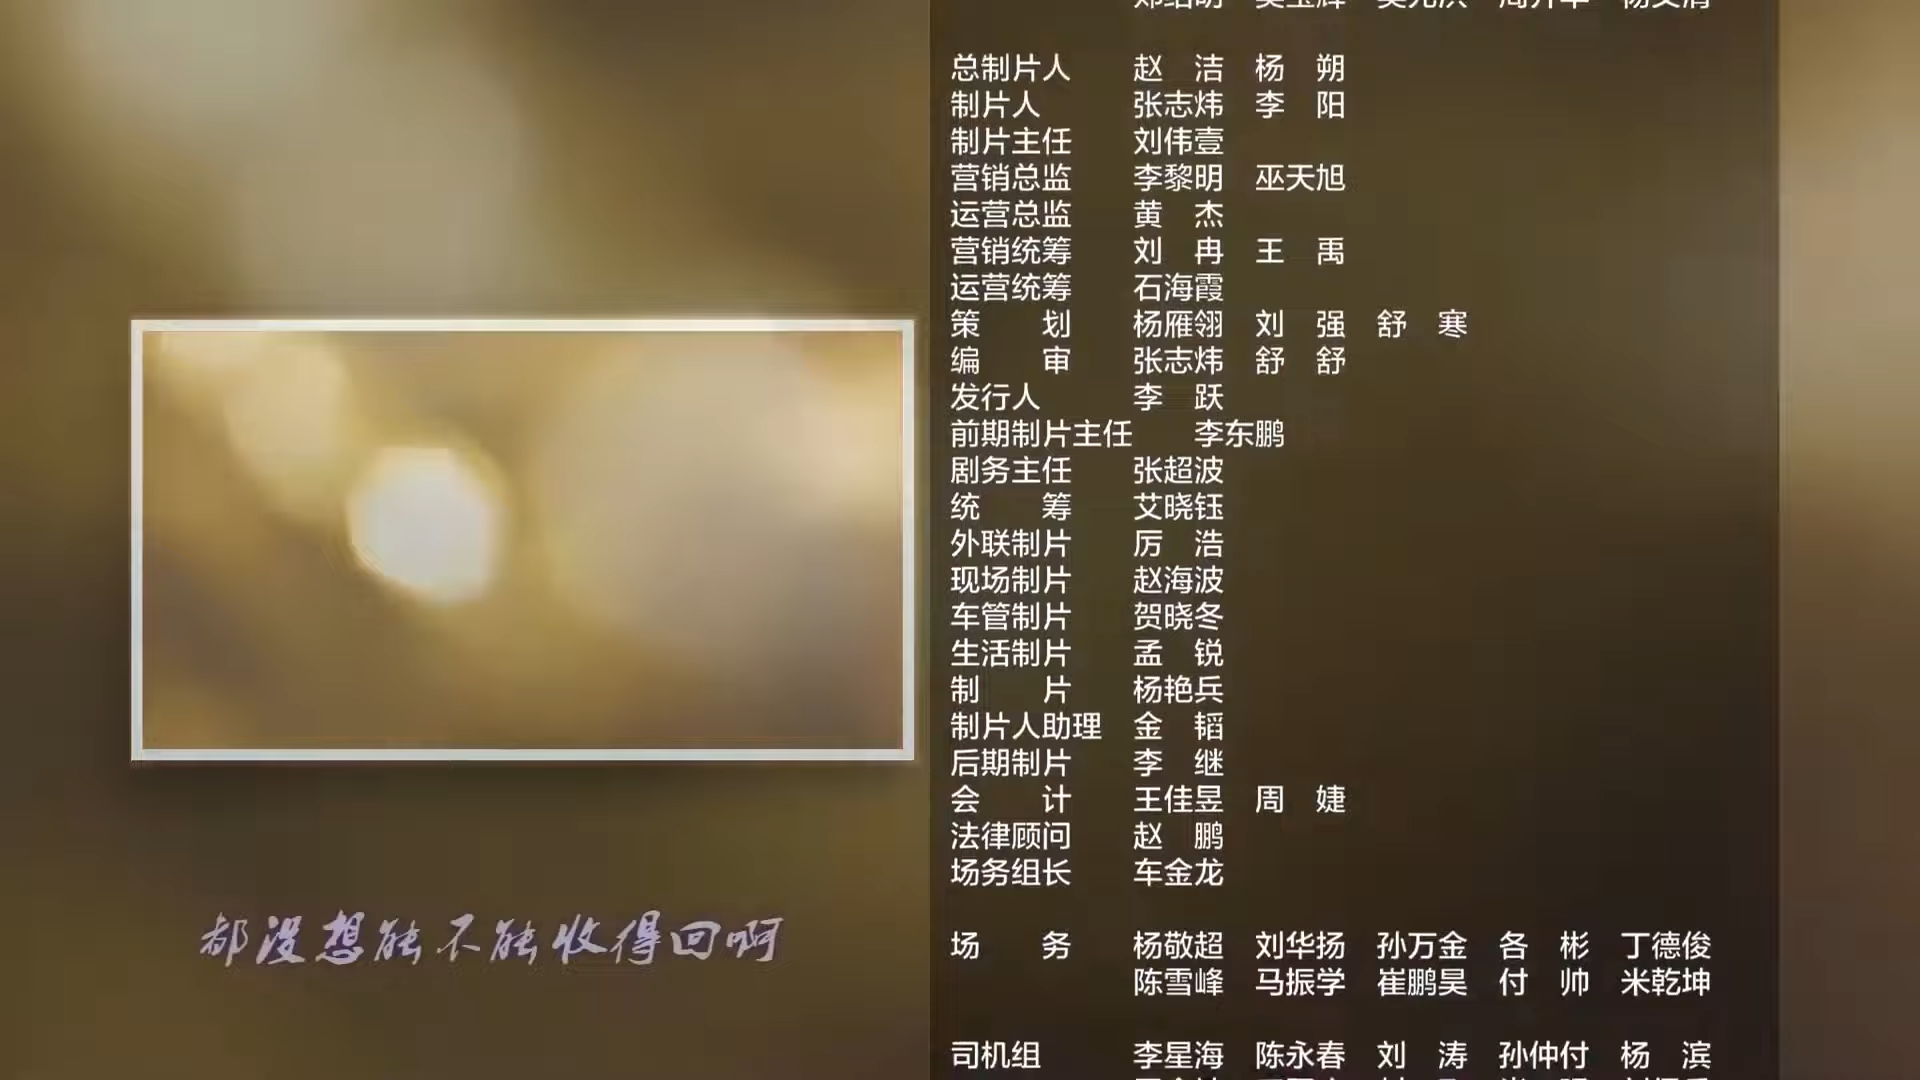 总制片人 赵 洁 杨 朔
制片人 张志炜 李 阳
制片主任 刘伟壹
营销总监 李黎明 巫天旭
运营总监 黄 杰
营销统筹 刘 冉 王 禹
运营统筹 石海霞
策 划 杨雁翎 刘 强 舒 寒
编 审 张志炜 舒 舒
发行人 李 跃
前期制片主任 李东鹏
剧务主任 张超波
统 筹 艾晓钰
外联制片 厉 浩
现场制片 赵海波
车管制片 贺晓冬
生活制片 孟 锐
制 片 杨艳兵
制片人助理 金 韬
后期制片 李 继
会 计 王佳昱 周 婕
法律顾问 赵 鹏
场务组长 车金龙
场 务 杨敬超 刘华扬 孙万金 各 彬 丁德俊
陈雪峰 马振学 崔鹏昊 付 帅 米乾坤
司机组 李星海 陈永春 刘 涛 孙仲付 杨 滨
都没想能不能收得回啊